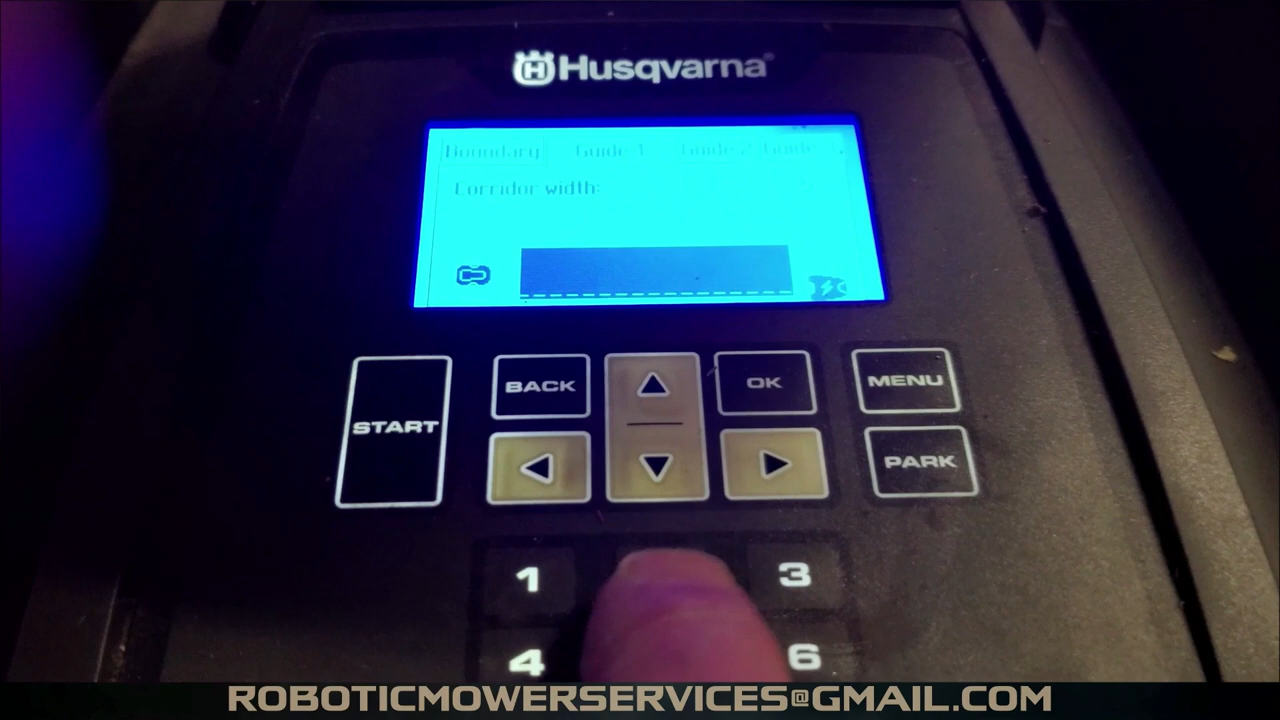 Husqvarna
Boundary Guide 1 Guide 2 Guide
Corridor width:
START
BACK
OK
MENU
PARK
1 3
4 6
ROBOTICMOWERSERVICES@GMAIL.COM